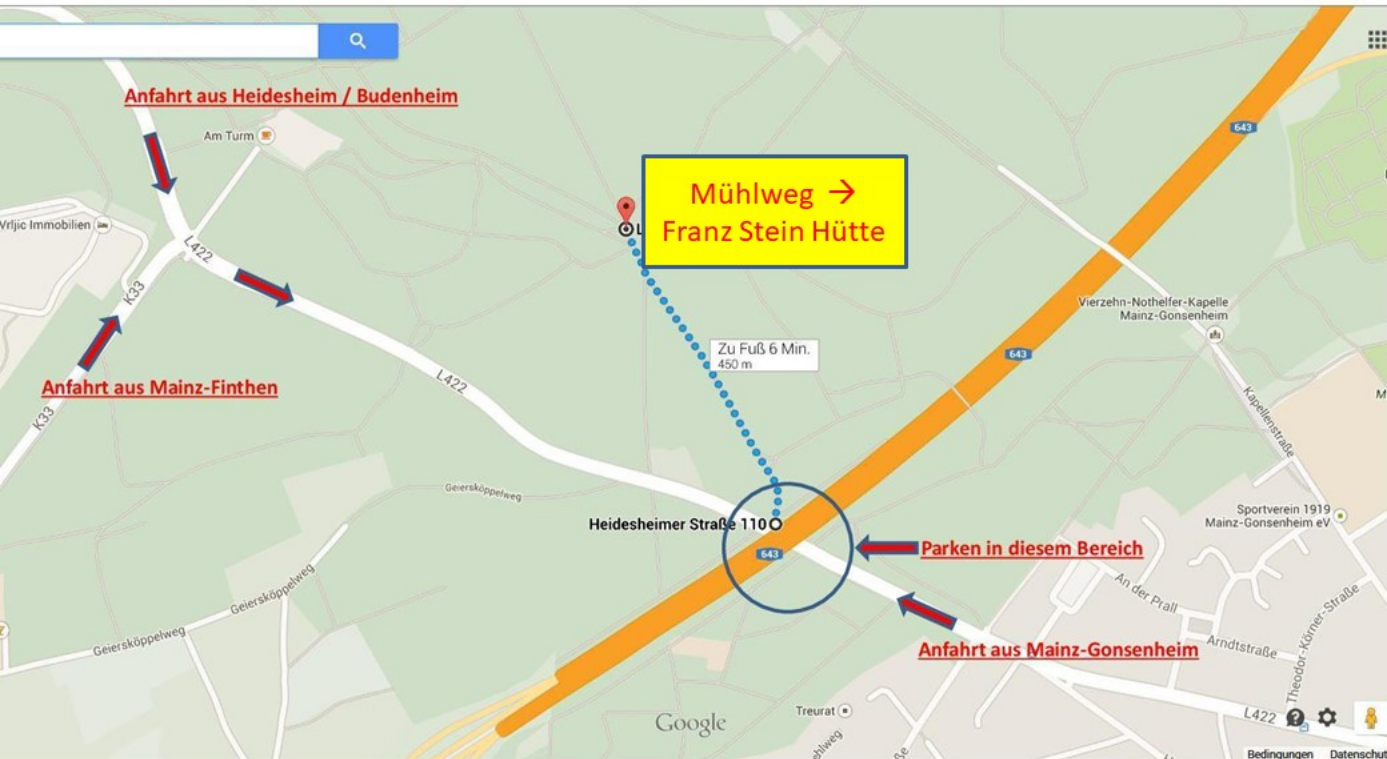 Anfahrt aus Heidesheim / Budenheim
Am Turm
643
Mühlweg →
Franz Stein Hütte
Vrljic Immobilien
L422
K33
Vierzehn-Nothelfer-Kapelle
Mainz-Gonsenheim
Zu Fuß 6 Min.
450 m
643
Anfahrt aus Mainz-Finthen
L422
K33
Kapellenstraße
Geiersköppelweg
Heidesheimer Straße 110
Sportverein 1919
Mainz-Gonsenheim eV
643
Parken in diesem Bereich
An der Prall
Geiersköppelweg
Geiersköppelweg
Anfahrt aus Mainz-Gonsenheim
Arndtstraße
Theodor-Körner-Straße
Treurat
Google
L422
Bedingungen